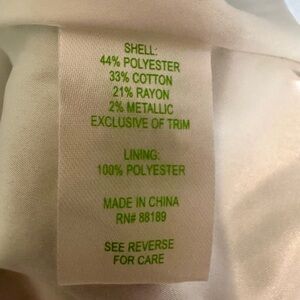 SHELL:
44% POLYESTER
33% COTTON
21% RAYON
2% METALLIC
EXCLUSIVE OF TRIM
LINING:
100% POLYESTER
MADE IN CHINA
RN# 88189
SEE REVERSE
FOR CARE